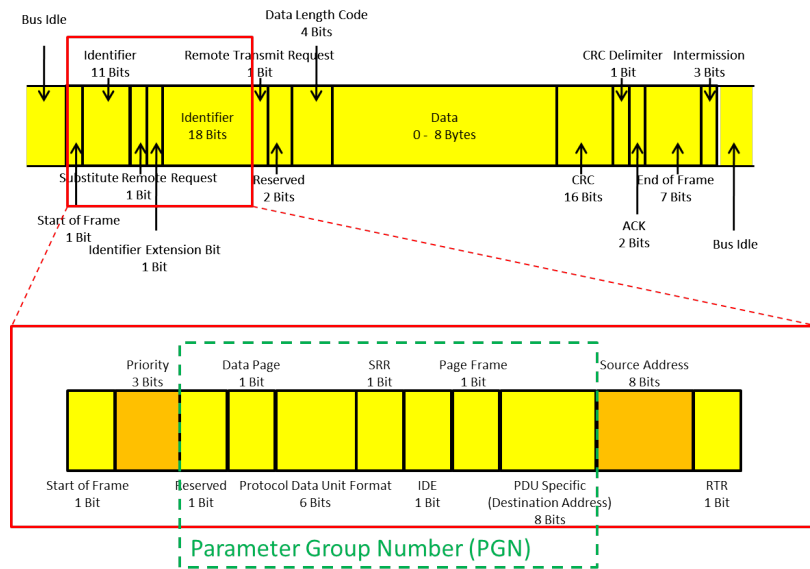 Bus Idle
Identifier
11 Bits
Remote Transmit Request
1 Bit
Data Length Code
4 Bits
CRC Delimiter
1 Bit
Intermission
3 Bits
Identifier
18 Bits
Data
0 - 8 Bytes
Start of Frame
1 Bit
Substitute Remote Request
1 Bit
Identifier Extension Bit
1 Bit
Reserved
2 Bits
CRC
16 Bits
ACK
2 Bits
End of Frame
7 Bits
Bus Idle
Priority
3 Bits
Data Page
1 Bit
SRR
1 Bit
Page Frame
1 Bit
Source Address
8 Bits
Start of Frame
1 Bit
Reserved
1 Bit
Protocol Data Unit Format
6 Bits
IDE
1 Bit
PDU Specific
(Destination Address)
8 Bits
RTR
1 Bit
Parameter Group Number (PGN)